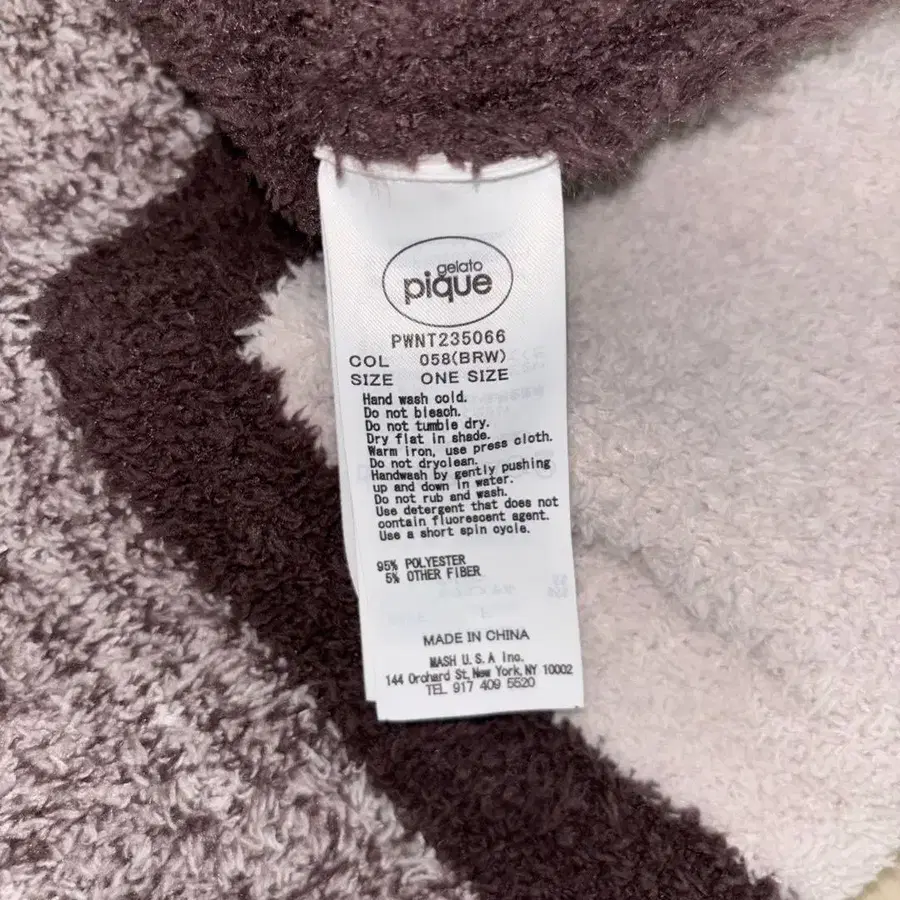 gelato
pique
PWNT235066
COL 058(BRW)
SIZE ONE SIZE
Hand wash cold.
Do not bleach.
Do not tumble dry.
Dry flat in shade.
Warm iron, use press cloth.
Do not dryclean.
Handwash by gently pushing
up and down in water.
Do not rub and wash.
Use detergent that does not
contain fluorescent agent.
Use a short spin cycle.
95% POLYESTER
5% OTHER FIBER
MADE IN CHINA
MASH U.S.A Inc.
144 Orchard St, New York, NY 10002
TEL 917 409 5520